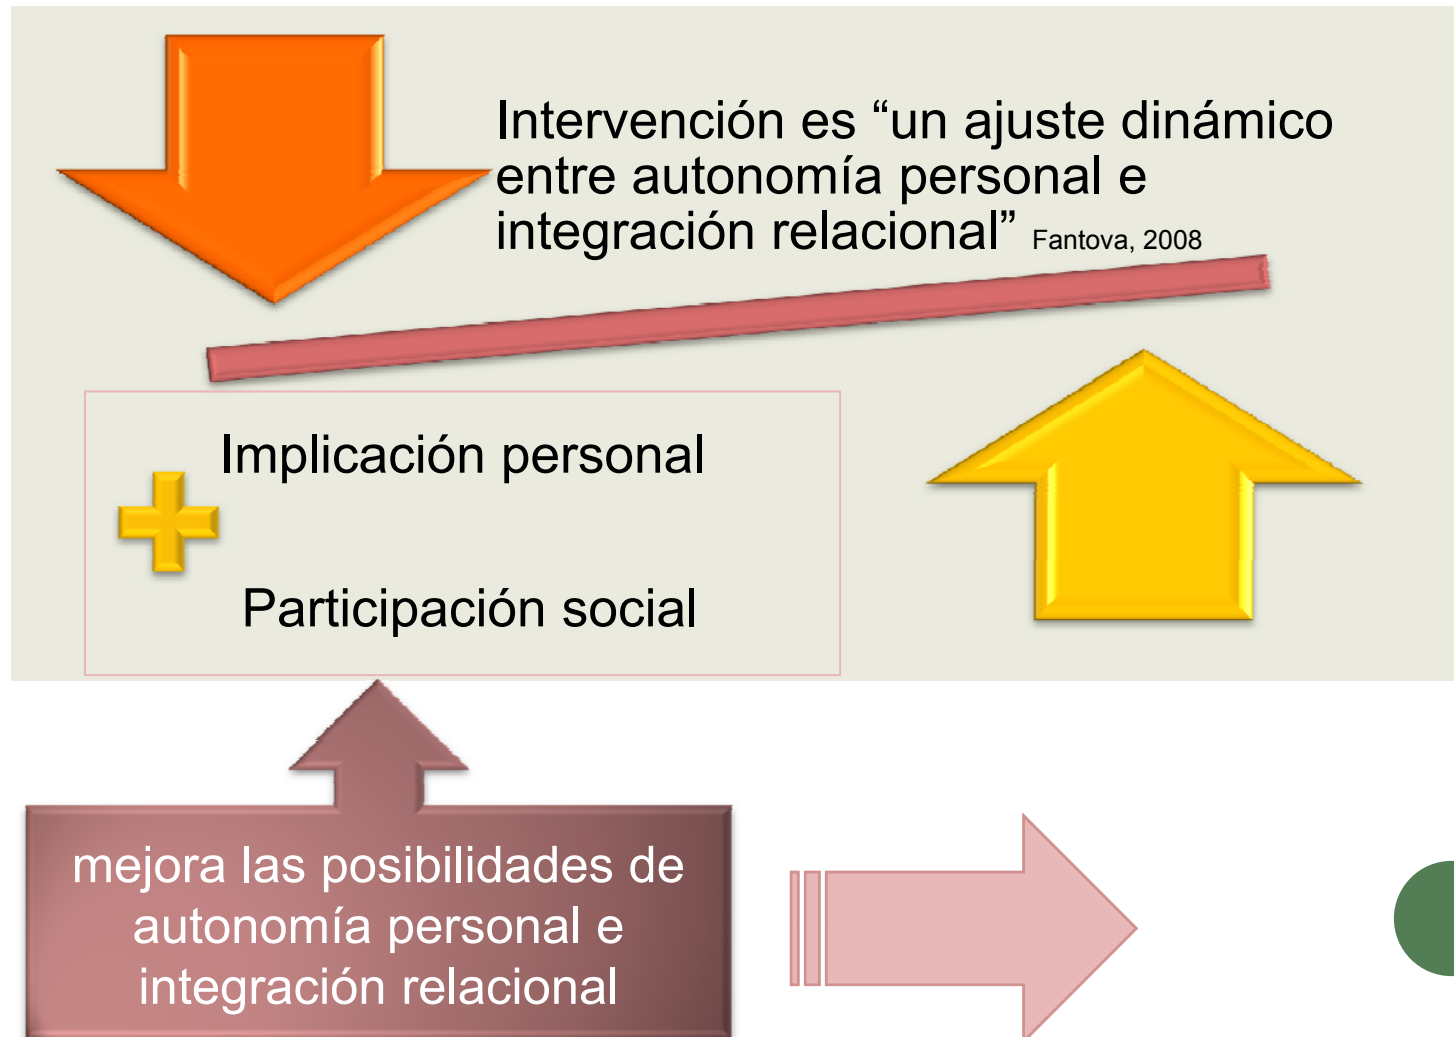 Intervención es “un ajuste dinámico
entre autonomía personal e
integración relacional” Fantova, 2008
Implicación personal
Participación social
mejora las posibilidades de
autonomía personal e
integración relacional